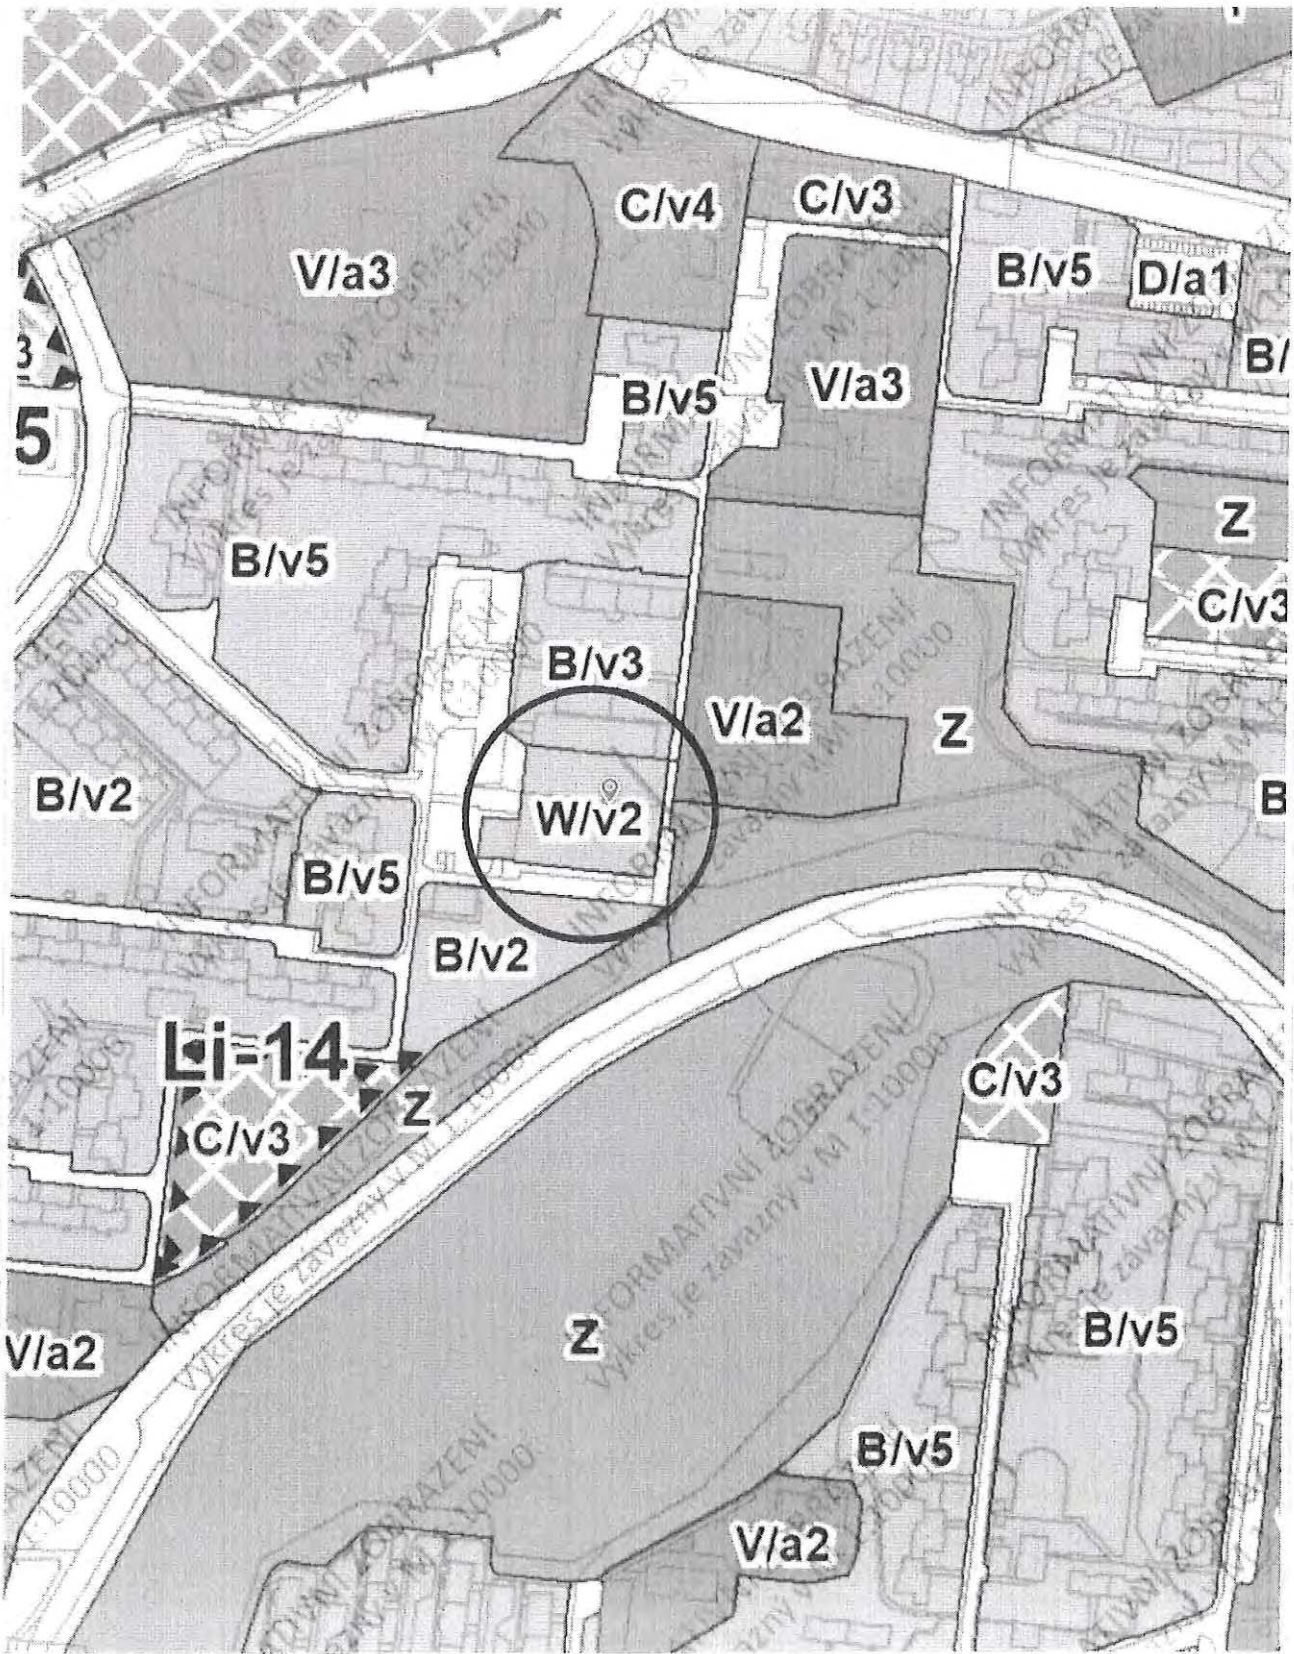 C/v4
C/v3
V/a3
B/v5
D/a1
B/v5
V/a3
B/
3
5
Z
B/v5
C/v3
B/v3
V/a2
Z
B/v2
W/v2
B
B/v5
B/v2
Li-14
C/v3
Z
C/v3
INFORMATIVNÍ ZOBRAZENÍ
Výkres je závazný v M 1:10000
Z
B/v5
V/a2
B/v5
V/a2